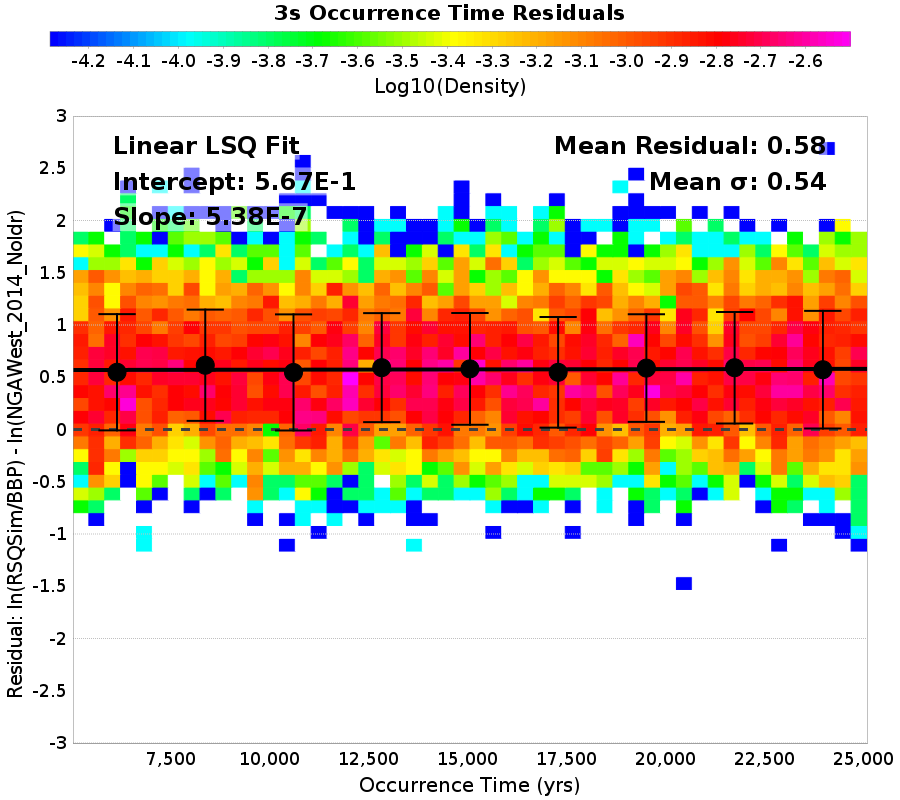 3s Occurrence Time Residuals
-4.2 -4.1 -4.0 -3.9 -3.8 -3.7 -3.6 -3.5 -3.4 -3.3 -3.2 -3.1 -3.0 -2.9 -2.8 -2.7 -2.6
Log10(Density)
Linear LSQ Fit
Intercept: 5.67E-1
Slope: 5.38E-7
Mean Residual: 0.58
Mean σ: 0.54
Residual: ln(RSQSim/BBP) - ln(NGAWest_2014_NoIdr)
3
2.5
2
1.5
1
0.5
0
-0.5
-1
-1.5
-2
-2.5
-3
7,500 10,000 12,500 15,000 17,500 20,000 22,500 25,000
Occurrence Time (yrs)